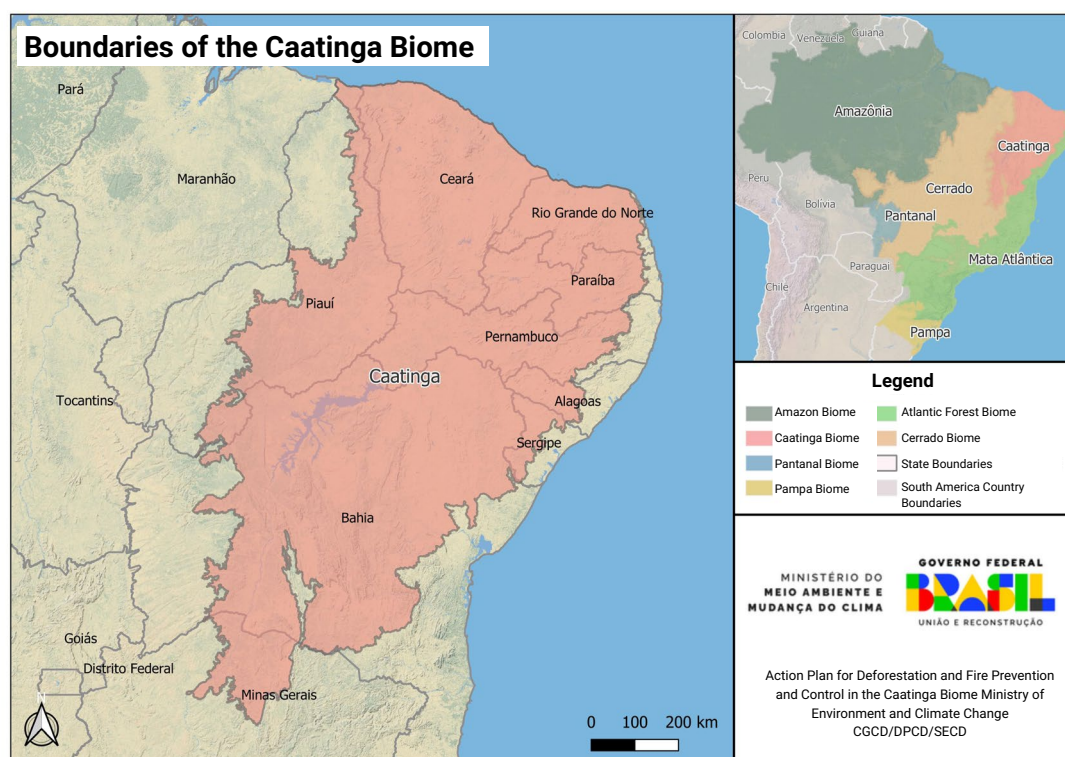 Boundaries of the Caatinga Biome
Pará
Maranhão
Ceará
Rio Grande do Norte
Paraíba
Piauí
Pernambuco
Caatinga
Tocantins
Alagoas
Sergipe
Bahia
Goiás
Distrito Federal
Minas Gerais
N
0 100 200 km
Colombia
Venezuela
Guiana
Amazônia
Caatinga
Peru
Cerrado
Bolivia
Pantanal
Mata Atlântica
Paraguai
Chile
Argentina
Pampa
Legend
Amazon Biome
Caatinga Biome
Pantanal Biome
Pampa Biome
Atlantic Forest Biome
Cerrado Biome
State Boundaries
South America Country
Boundaries
MINISTÉRIO DO
MEIO AMBIENTE E
MUDANÇA DO CLIMA
GOVERNO FEDERAL
BRASIL
UNIÃO E RECONSTRUÇÃO
Action Plan for Deforestation and Fire Prevention
and Control in the Caatinga Biome Ministry of
Environment and Climate Change
CGCD/DPCD/SECD